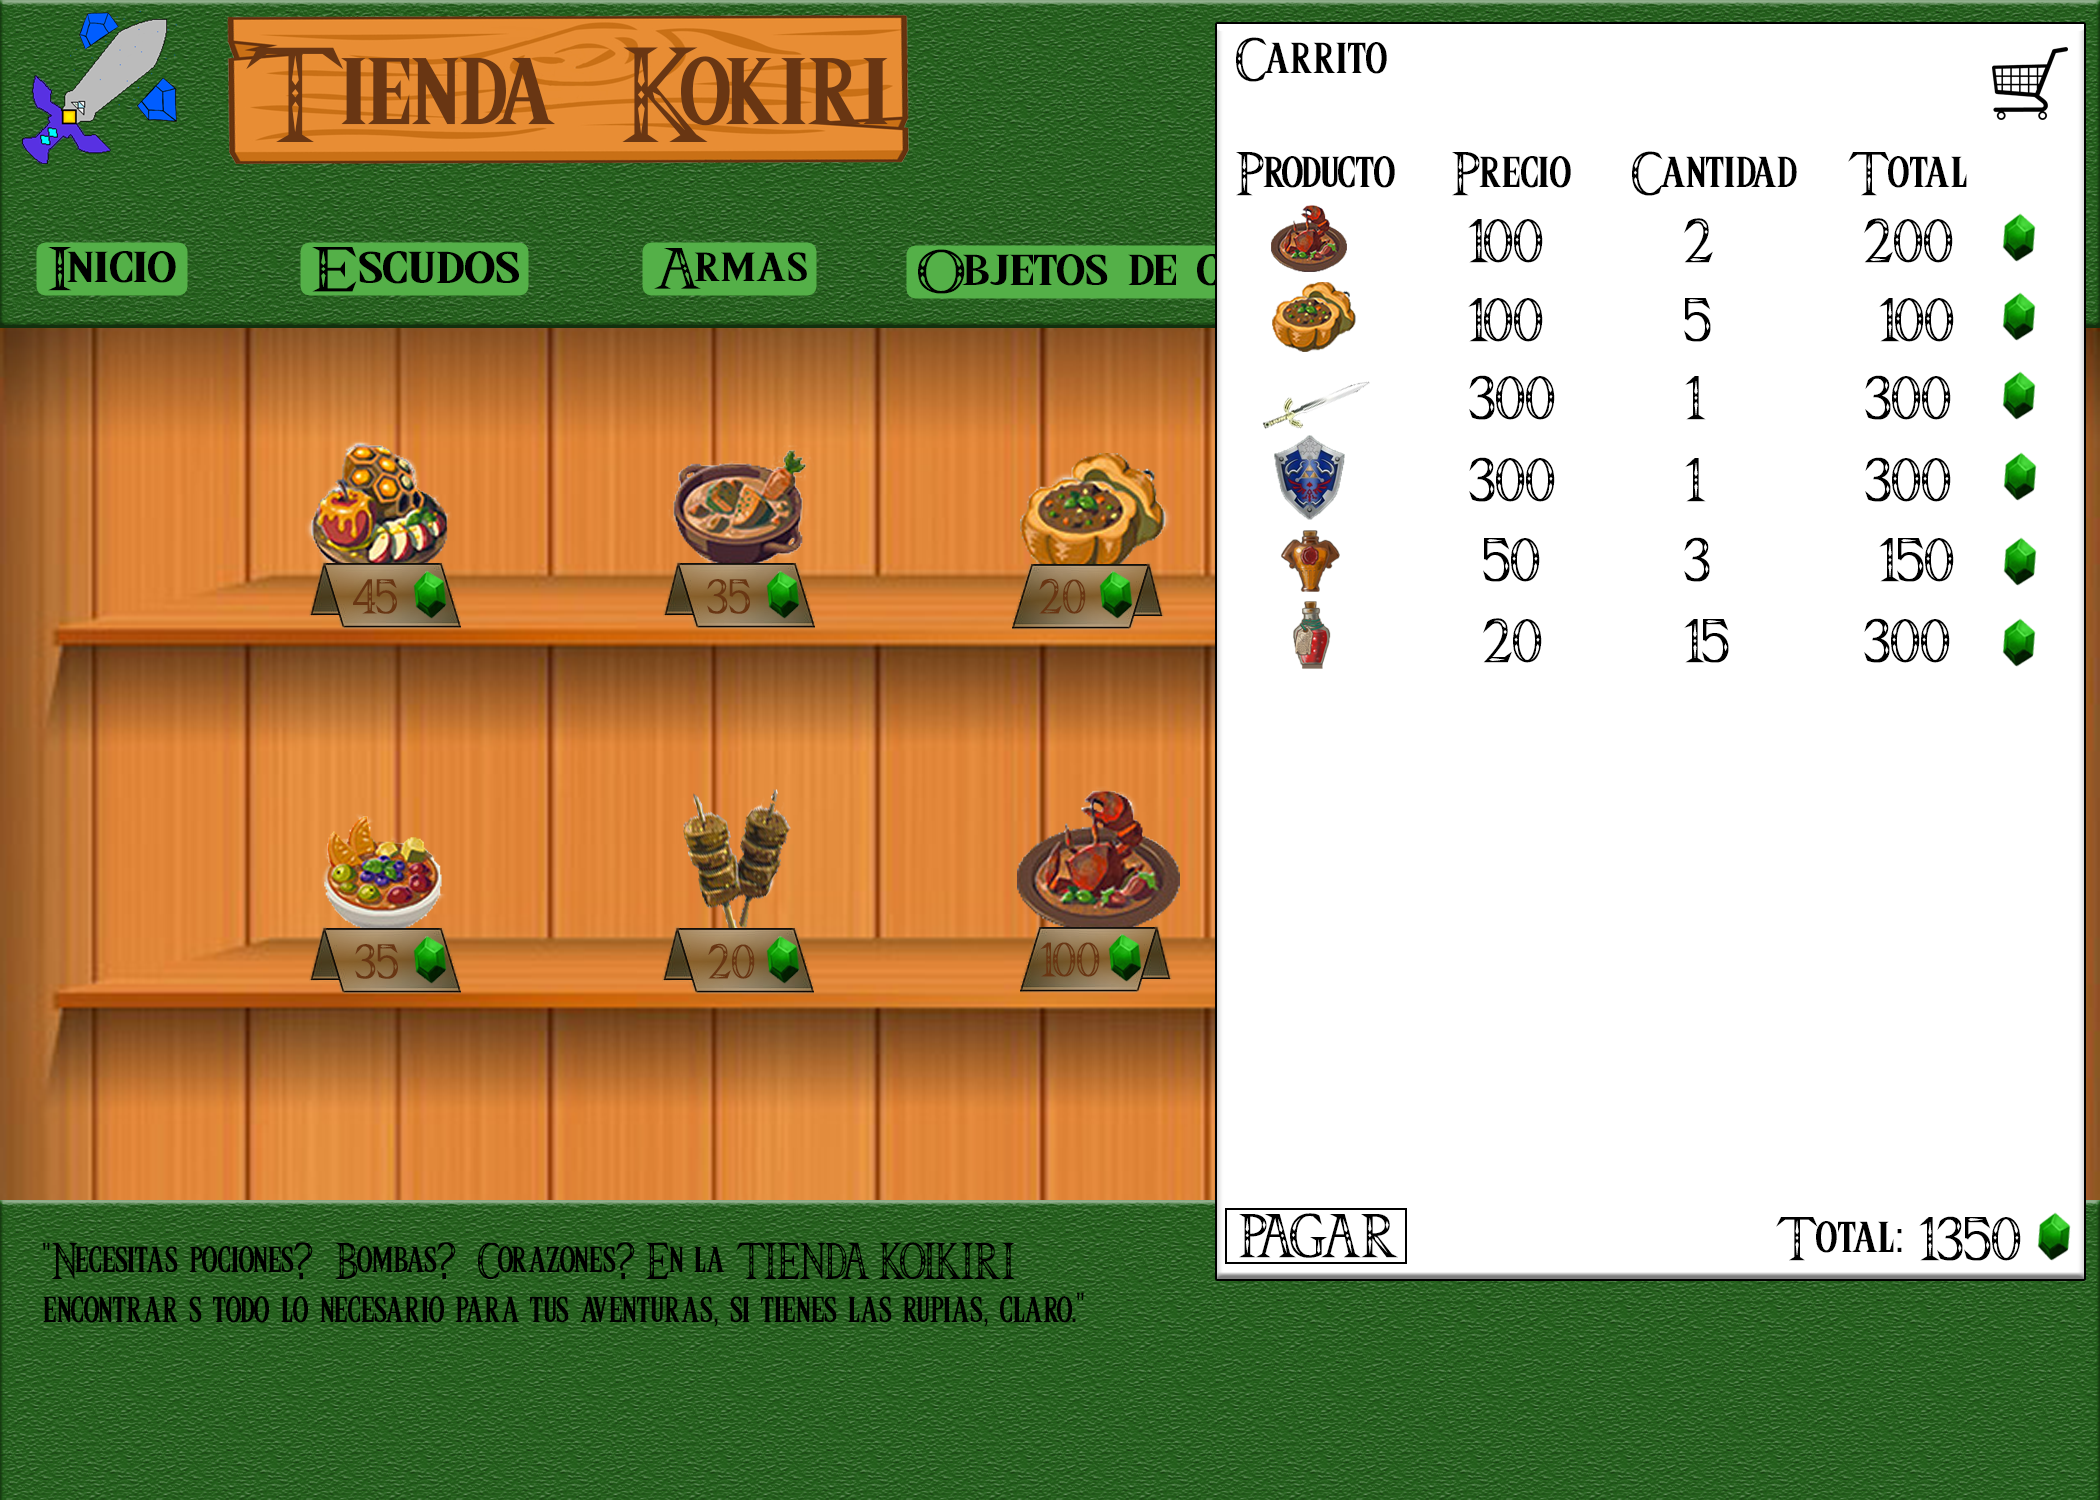 Tienda Kokiri
Inicio
Escudos
Armas
Objetos de
45
35
20
35
20
100
Carrito
Producto Precio Cantidad Total
100 2 200
100 5 100
300 1 300
300 1 300
50 3 150
20 15 300
PAGAR
Total: 1350
"Necesitas pociones? Bombas? Corazones? En la TIENDA KOIKIRI
encontrar s todo lo necesario para tus aventuras, si tienes las rupias, claro."